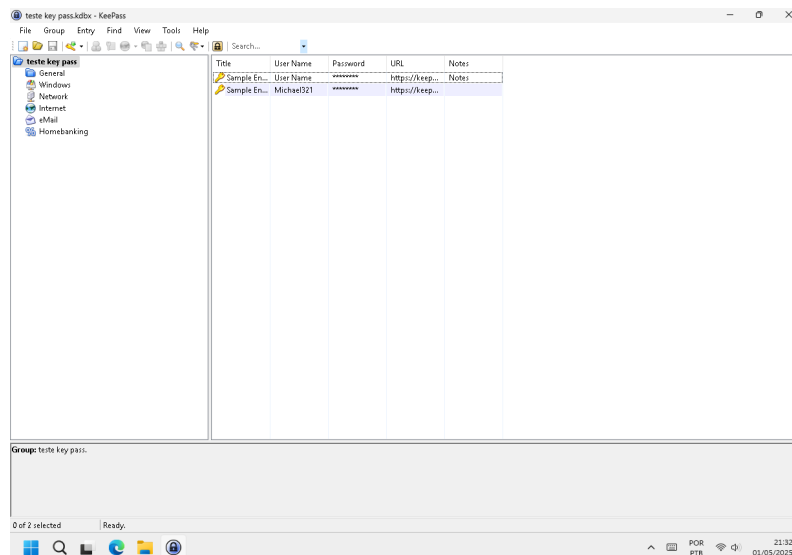 teste key pass.kdbx - KeePass
File Group Entry Find View Tools Help
Search...
teste key pass
General
Windows
Network
Internet
eMail
Homebanking
Title User Name Password URL Notes
Sample En... User Name ******** https://keep... Notes
Sample En... Michael321 ******** https://keep...
Group: teste key pass.
0 of 2 selected Ready.
POR 21:32
PTB 01/05/2025